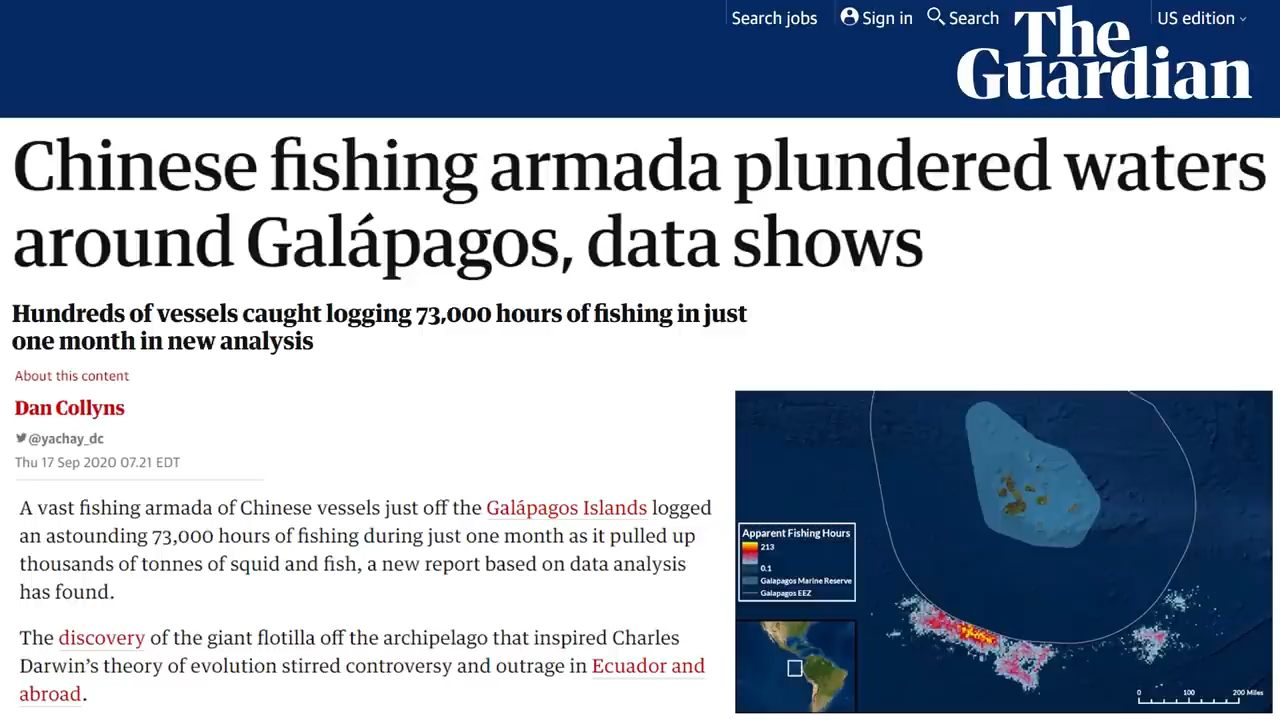 Search jobs
Sign in
Search
US edition
The
Guardian
Chinese fishing armada plundered waters
around Galápagos, data shows
Hundreds of vessels caught logging 73,000 hours of fishing in just
one month in new analysis
About this content
Dan Collyns
@yachay_dc
Thu 17 Sep 2020 07.21 EDT
A vast fishing armada of Chinese vessels just off the Galápagos Islands logged
an astounding 73,000 hours of fishing during just one month as it pulled up
thousands of tonnes of squid and fish, a new report based on data analysis
has found.
The discovery of the giant flotilla off the archipelago that inspired Charles
Darwin’s theory of evolution stirred controversy and outrage in Ecuador and
abroad.
Apparent Fishing Hours
213
0.1
Galapagos Marine Reserve
Galapagos EEZ
0 100 200 Miles